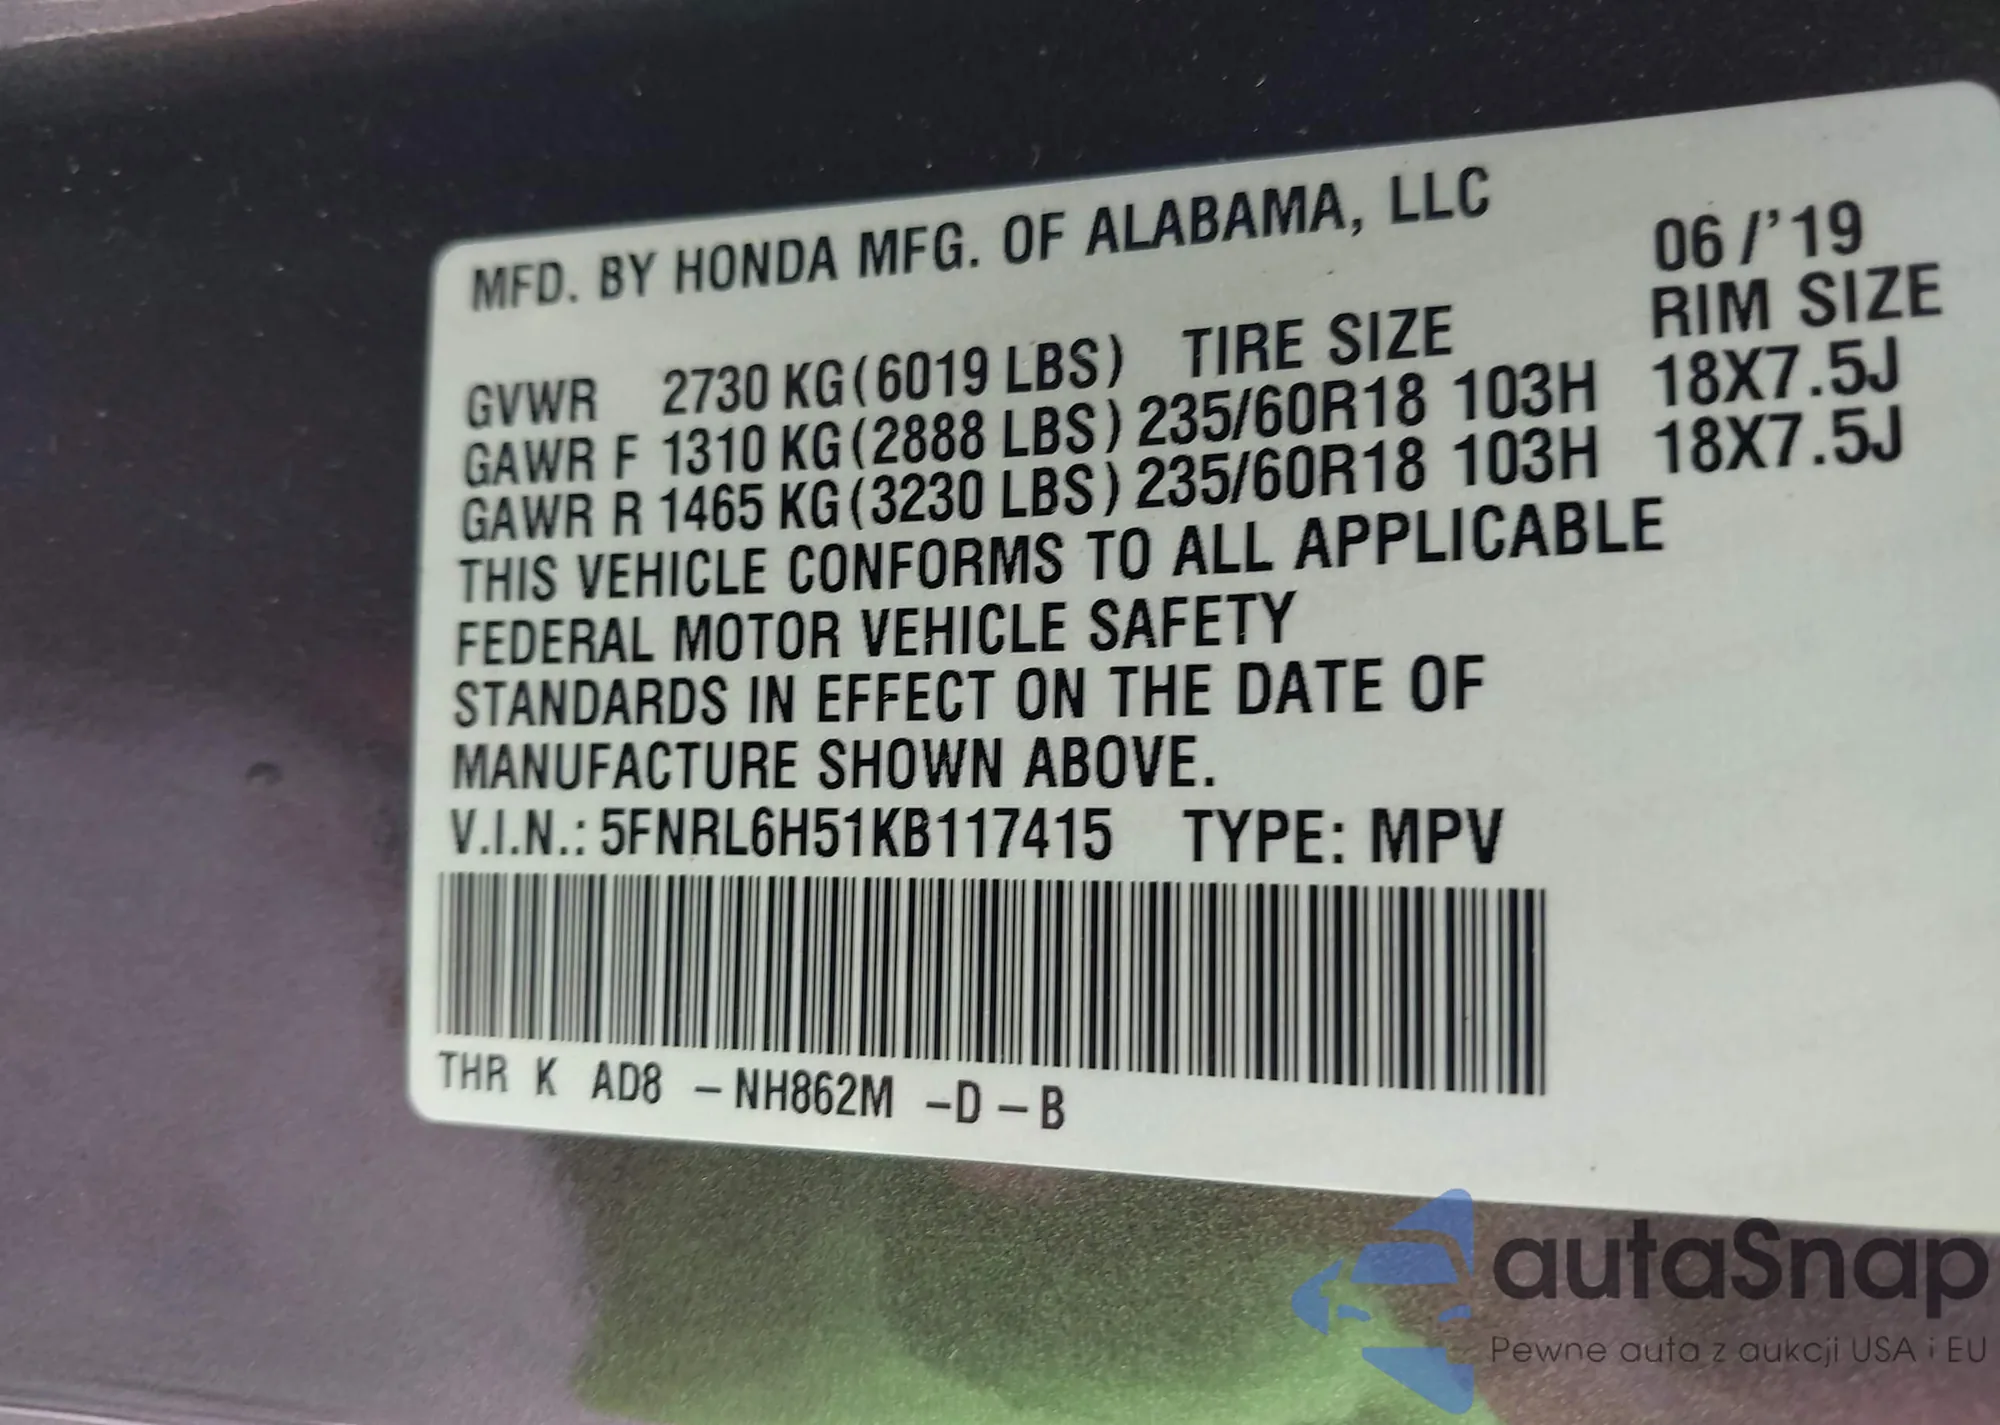 MFD. BY HONDA MFG. OF ALABAMA, LLC
06 /'19
GVWR 2730 KG(6019 LBS) TIRE SIZE RIM SIZE
GAWR F 1310 KG(2888 LBS) 235/60R18 103H 18X7.5J
GAWR R 1465 KG(3230 LBS) 235/60R18 103H 18X7.5J
THIS VEHICLE CONFORMS TO ALL APPLICABLE
FEDERAL MOTOR VEHICLE SAFETY
STANDARDS IN EFFECT ON THE DATE OF
MANUFACTURE SHOWN ABOVE.
V.I.N.: 5FNRL6H51KB117415 TYPE: MPV
THR K AD8 -NH862M -D-B
autaSnap
Pewne auta z aukcji USA i EU